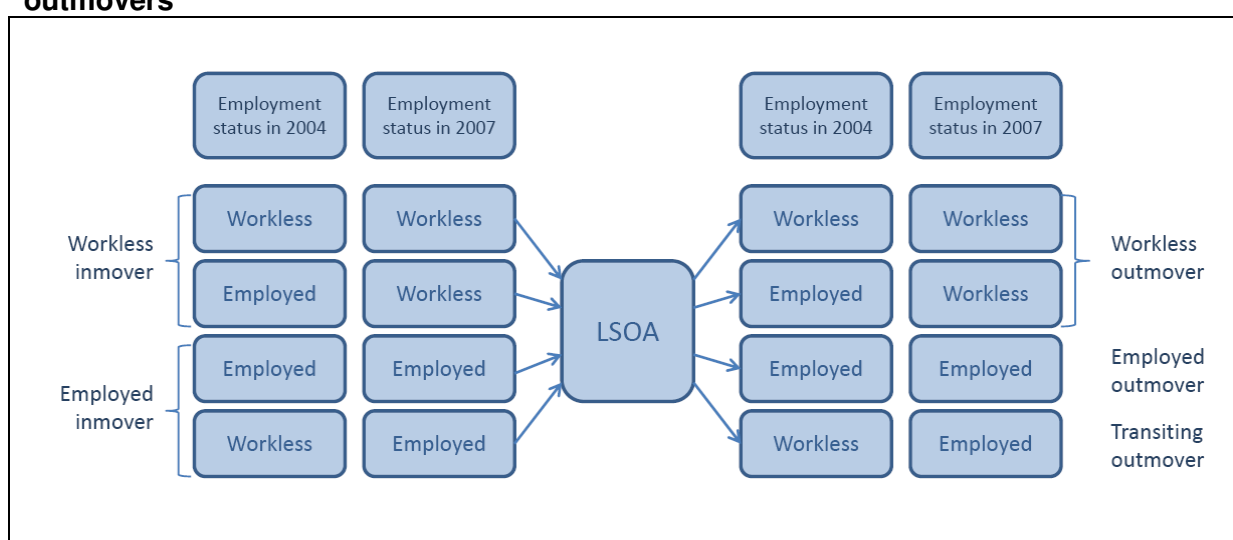 outmovers
Employment
status in 2004
Employment
status in 2007
Employment
status in 2004
Employment
status in 2007
Workless
inmover
Workless
Workless
Employed
Workless
Employed
inmover
Employed
Employed
Workless
Employed
LSOA
Workless
Workless
Employed
Workless
Workless
outmover
Employed
Employed
Employed
outmover
Workless
Employed
Transiting
outmover